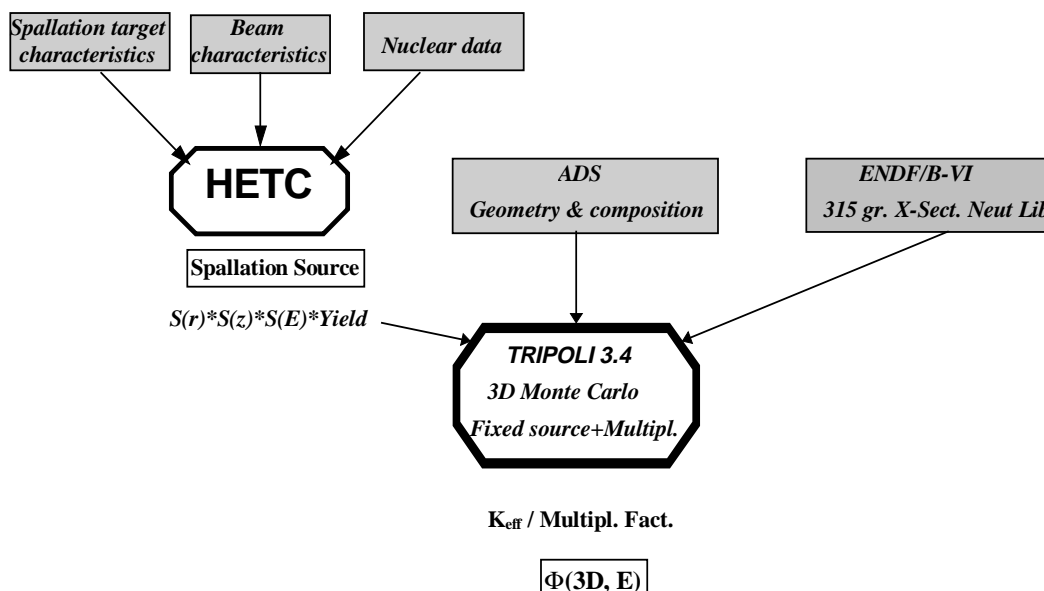 Spallation target
characteristics
Beam
characteristics
Nuclear data
HETC
ADS
Geometry & composition
ENDF/B-VI
315 gr. X-Sect. Neut Lib
Spallation Source
S(r)*S(z)*S(E)*Yield
TRIPOLI 3.4
3D Monte Carlo
Fixed source+Multipl.
Keff / Multipl. Fact.
Φ(3D, E)